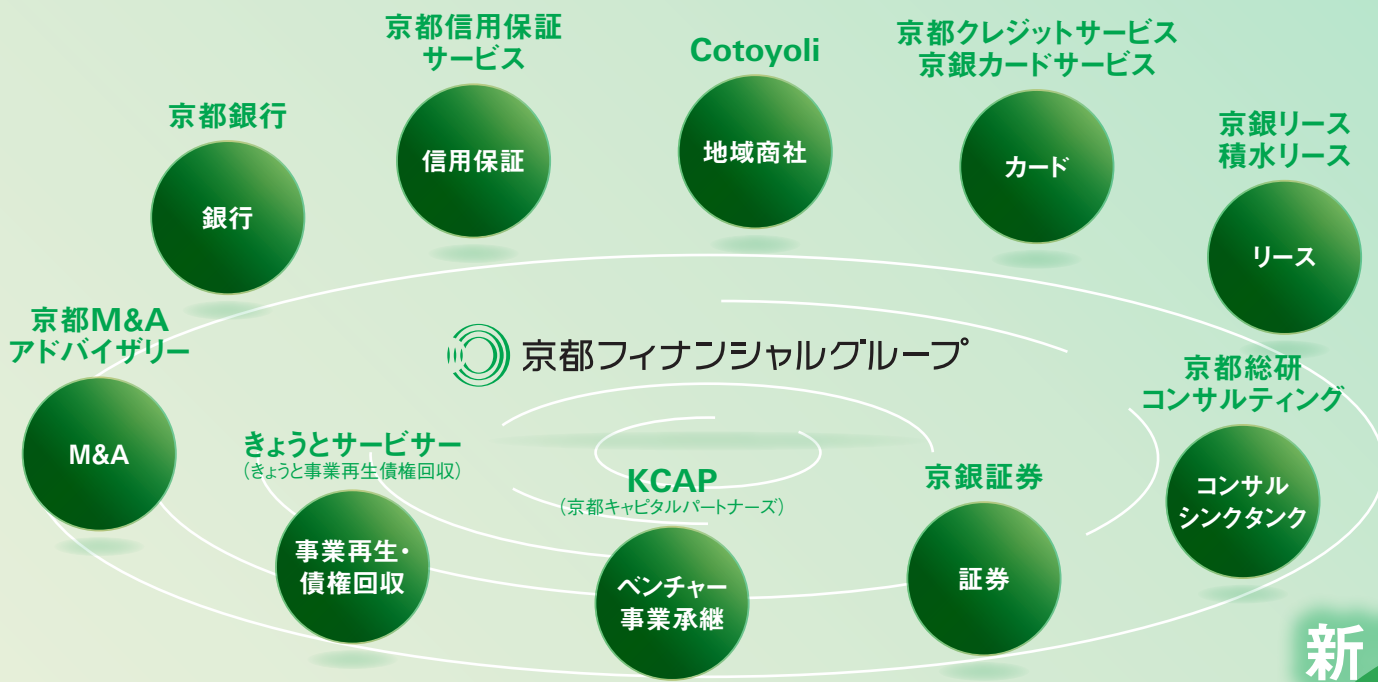 京都信用保証
サービス
信用保証
Cotoyoli
地域商社
京都クレジットサービス
京銀カードサービス
カード
京都銀行
銀行
京銀リース
積水リース
リース
京都M&A
アドバイザリー
M&A
京都フィナンシャルグループ
京都総研
コンサルティング
コンサル
シンクタンク
きょうとサービサー
(きょうと事業再生債権回収)
事業再生・
債権回収
KCAP
(京都キャピタルパートナーズ)
ベンチャー
事業承継
京銀証券
証券
新